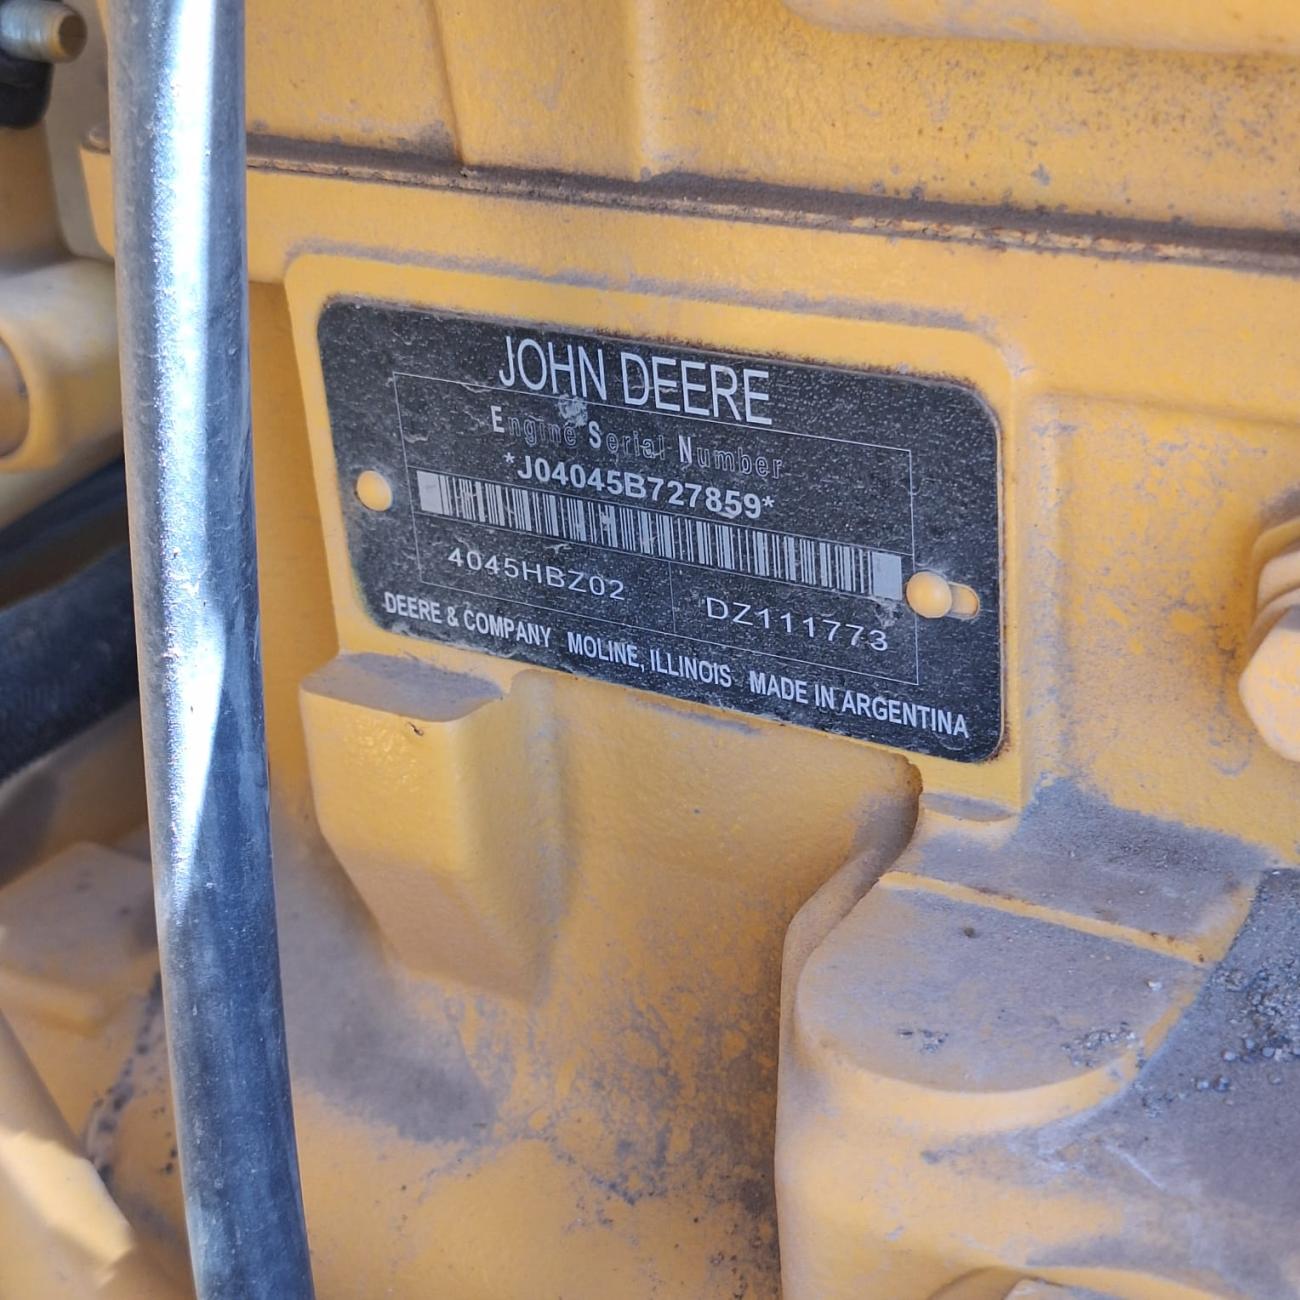 JOHN DEERE
Engine Serial Number
*J04045B727859*
4045HBZ02 DZ111773
DEERE & COMPANY MOLINE, ILLINOIS MADE IN ARGENTINA